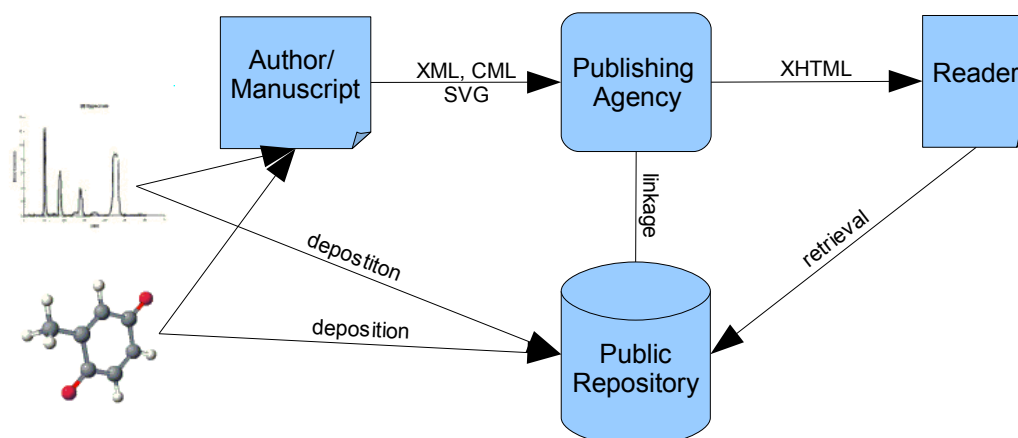 Author/
Manuscript
XML, CML
SVG
Publishing
Agency
XHTML
Reader
linkage
retrieval
depostiton
deposition
Public
Repository